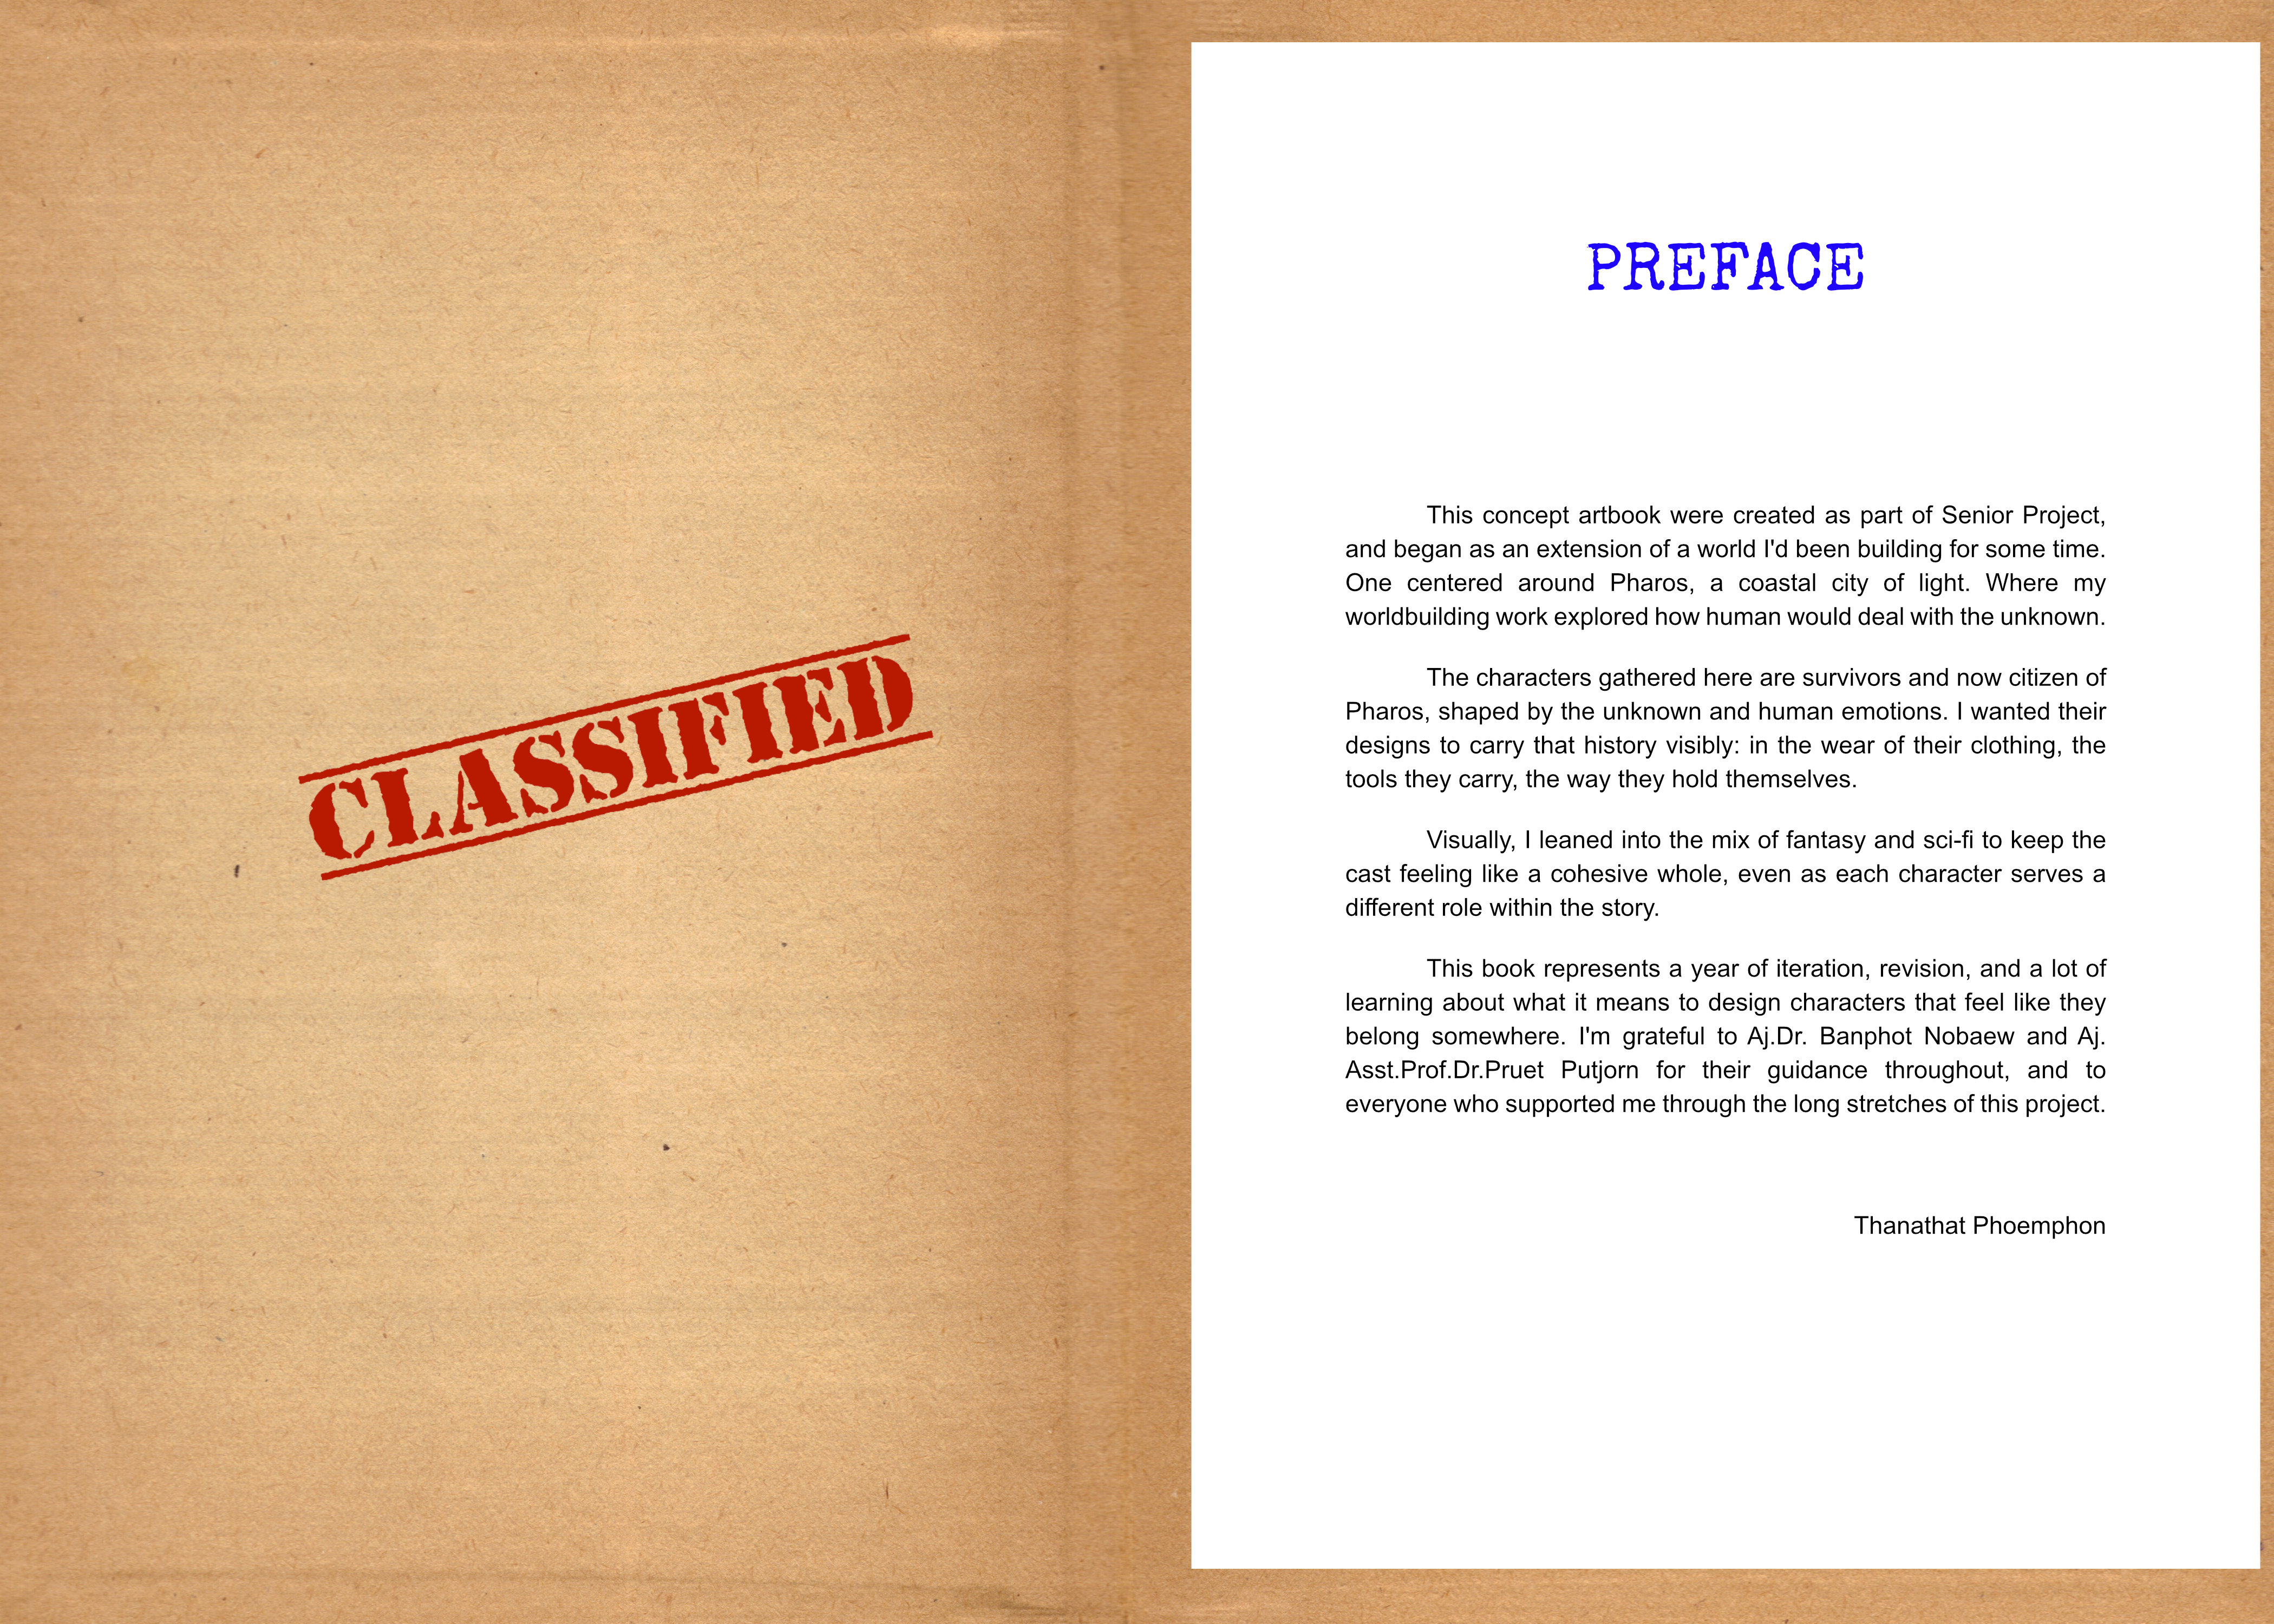 CLASSIFIED
PREFACE
This concept artbook were created as part of Senior Project,
and began as an extension of a world I'd been building for some time.
One centered around Pharos, a coastal city of light. Where my
worldbuilding work explored how human would deal with the unknown.
The characters gathered here are survivors and now citizen of
Pharos, shaped by the unknown and human emotions. I wanted their
designs to carry that history visibly: in the wear of their clothing, the
tools they carry, the way they hold themselves.
Visually, I leaned into the mix of fantasy and sci-fi to keep the
cast feeling like a cohesive whole, even as each character serves a
different role within the story.
This book represents a year of iteration, revision, and a lot of
learning about what it means to design characters that feel like they
belong somewhere. I'm grateful to Aj.Dr. Banphot Nobaew and Aj.
Asst.Prof.Dr.Pruet Putjorn for their guidance throughout, and to
everyone who supported me through the long stretches of this project.
Thanathat Phoemphon